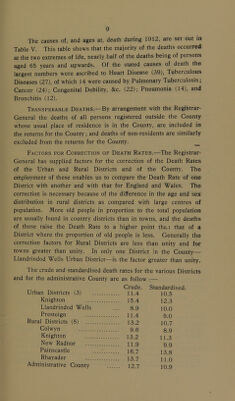 9
The causes of, and ages at, death during 1912, are set out in
Table V. This table shows that the majority of the deaths occurred
at the two extremes of life, nearly half of the deaths being of persons
aged 65 years and upwards. Of the stated causes of death the
largest numbers were ascribed to Heart Disease (39), Tuberculous
Diseases (27), of which 14 were caused by Pulmonary Tuberculosis;
Cancer (24); Congenital Debility, &c. (22); Pneumonia (14), and
Bronchitis (12).
Transferable Deaths.—By arrangement with the Registrar-
General the deaths of all persons registered outside the County
whose usual place of residence is in the County, are included in
the returns for the County; and deaths of non-residents are similarly
excluded from the returns for the County.
Factors for Correction of Death Rates.—The Registrar-
General has supplied factors for the correction of the Death Rates
of the Urban and Rural Districts and of the County. The
employment of these enables us to compare the Death Rate of one
District with another and with that for England and Wales. The
correction is necessary because of the difference in the age and sex
distribution in rural districts as compared with large centres of
population. More old people in proportion to the total population
are usually found in country districts than in towns, and the deaths
of these raise the Death Rate to a higher point than that of a
District where the proportion of old people is less. Generally the
correction factors for Rural Districts are less than unity and for
towns greater than unity. In only one District in the County—
Llandrindod Wells Urban District—is the factor greater than unity.
The crude and standardised death rates for the various Districts
and for the administrative County are as follow:—
Crude. Standardised.
Urban Districts (3) ............ 11.4 10.5
Knighton ............ 15.4 12.3
Llandrindod Wells ...... 8.9 10.0
Presteign ............ 11.4 9.0
Rural Districts (5) ............ 13.2 10.7
Colwyn ............ 9.8 8.9
Knighton ............ 13.2 11.3
New Radnor ............ 11.9 9.9
Painscastle ............ 16.7 13.8
Rhayader ............ 13.7 11.0
Administrative County ...... 12.7 10.9